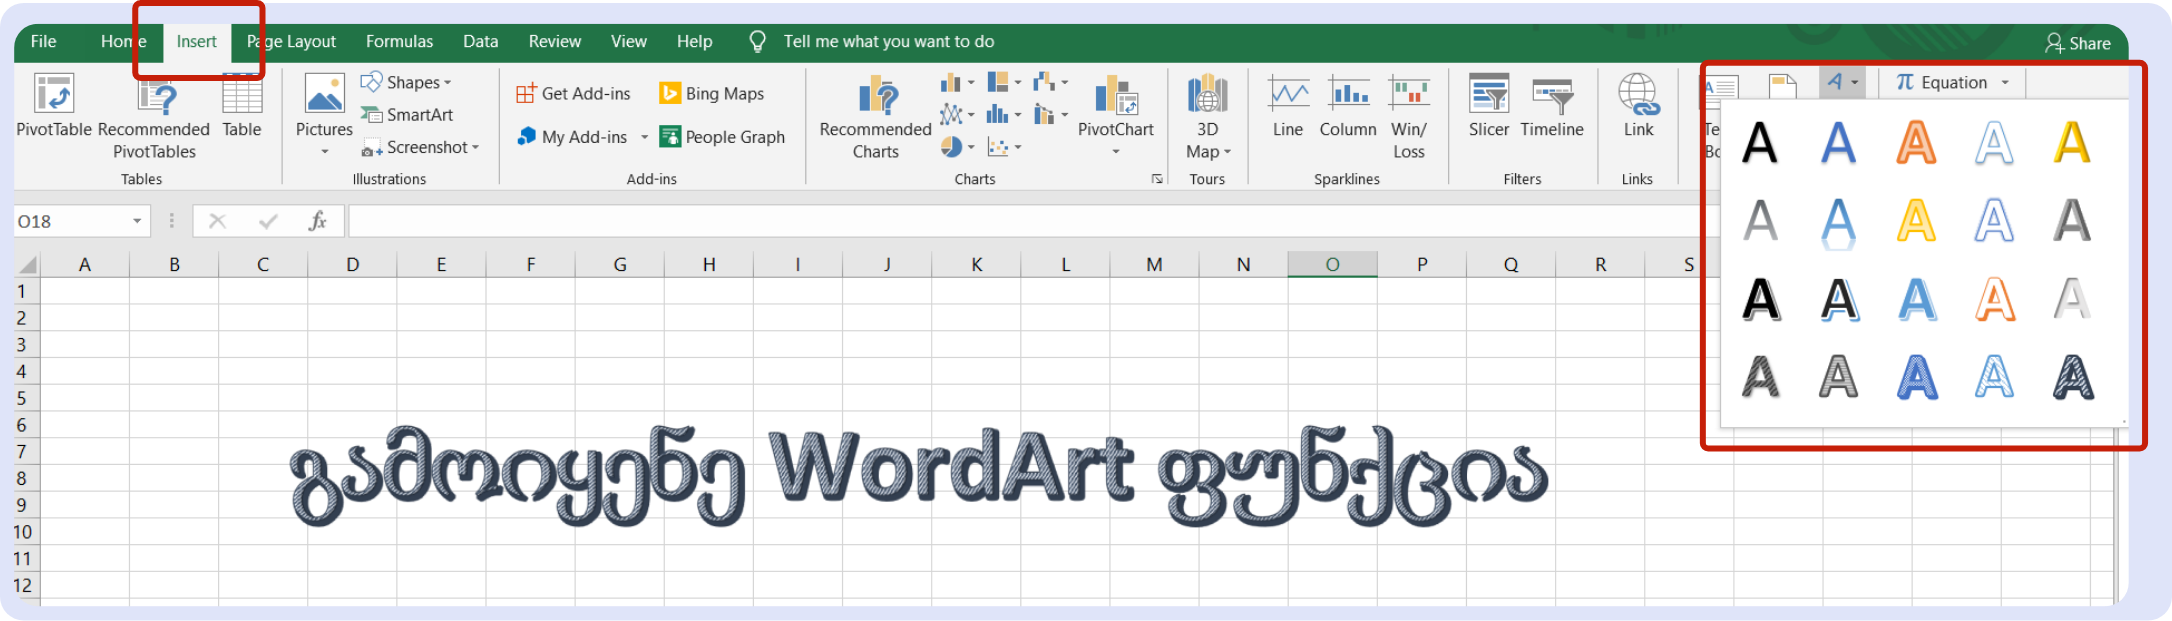 File Home Insert Page Layout Formulas Data Review View Help Tell me what you want to do Share
PivotTable Recommended PivotTables Table
Tables
Pictures Shapes SmartArt Screenshot
Illustrations
Get Add-ins Bing Maps
My Add-ins People Graph
Add-ins
Recommended Charts PivotChart
Charts
3D Map
Tours
Line Column Win/Loss
Sparklines
Slicer Timeline
Filters
Link
Links
A π Equation
A A A A A
A A A A A
A A A A A
A A A A A
O18 fx
A B C D E F G H I J K L M N O P Q R S
1
2
3
4
5
6
7
8
9
10
11
12
გამოიყენე WordArt ფუნქცია